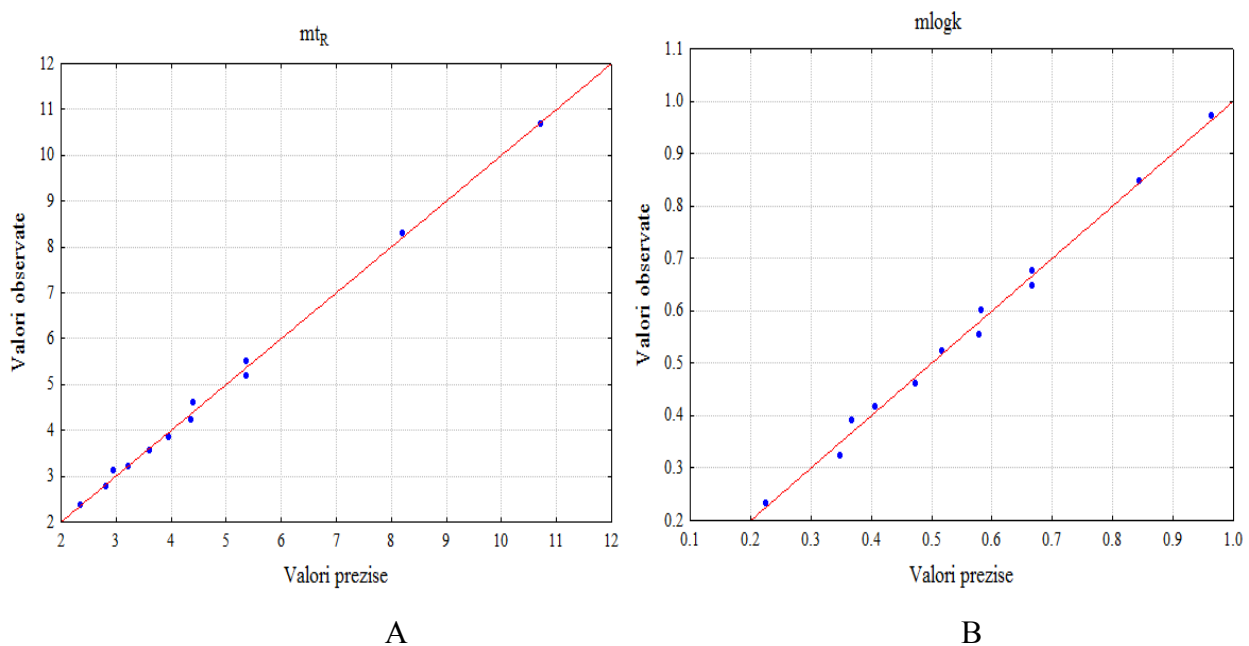 mtR
12
11
10
9
8
7
6
5
4
3
2
Valori observate
2 3 4 5 6 7 8 9 10 11 12
Valori prezise
A
mlogk
1.1
1.0
0.9
0.8
0.7
0.6
0.5
0.4
0.3
0.2
Valori observate
0.1 0.2 0.3 0.4 0.5 0.6 0.7 0.8 0.9 1.0
Valori prezise
B